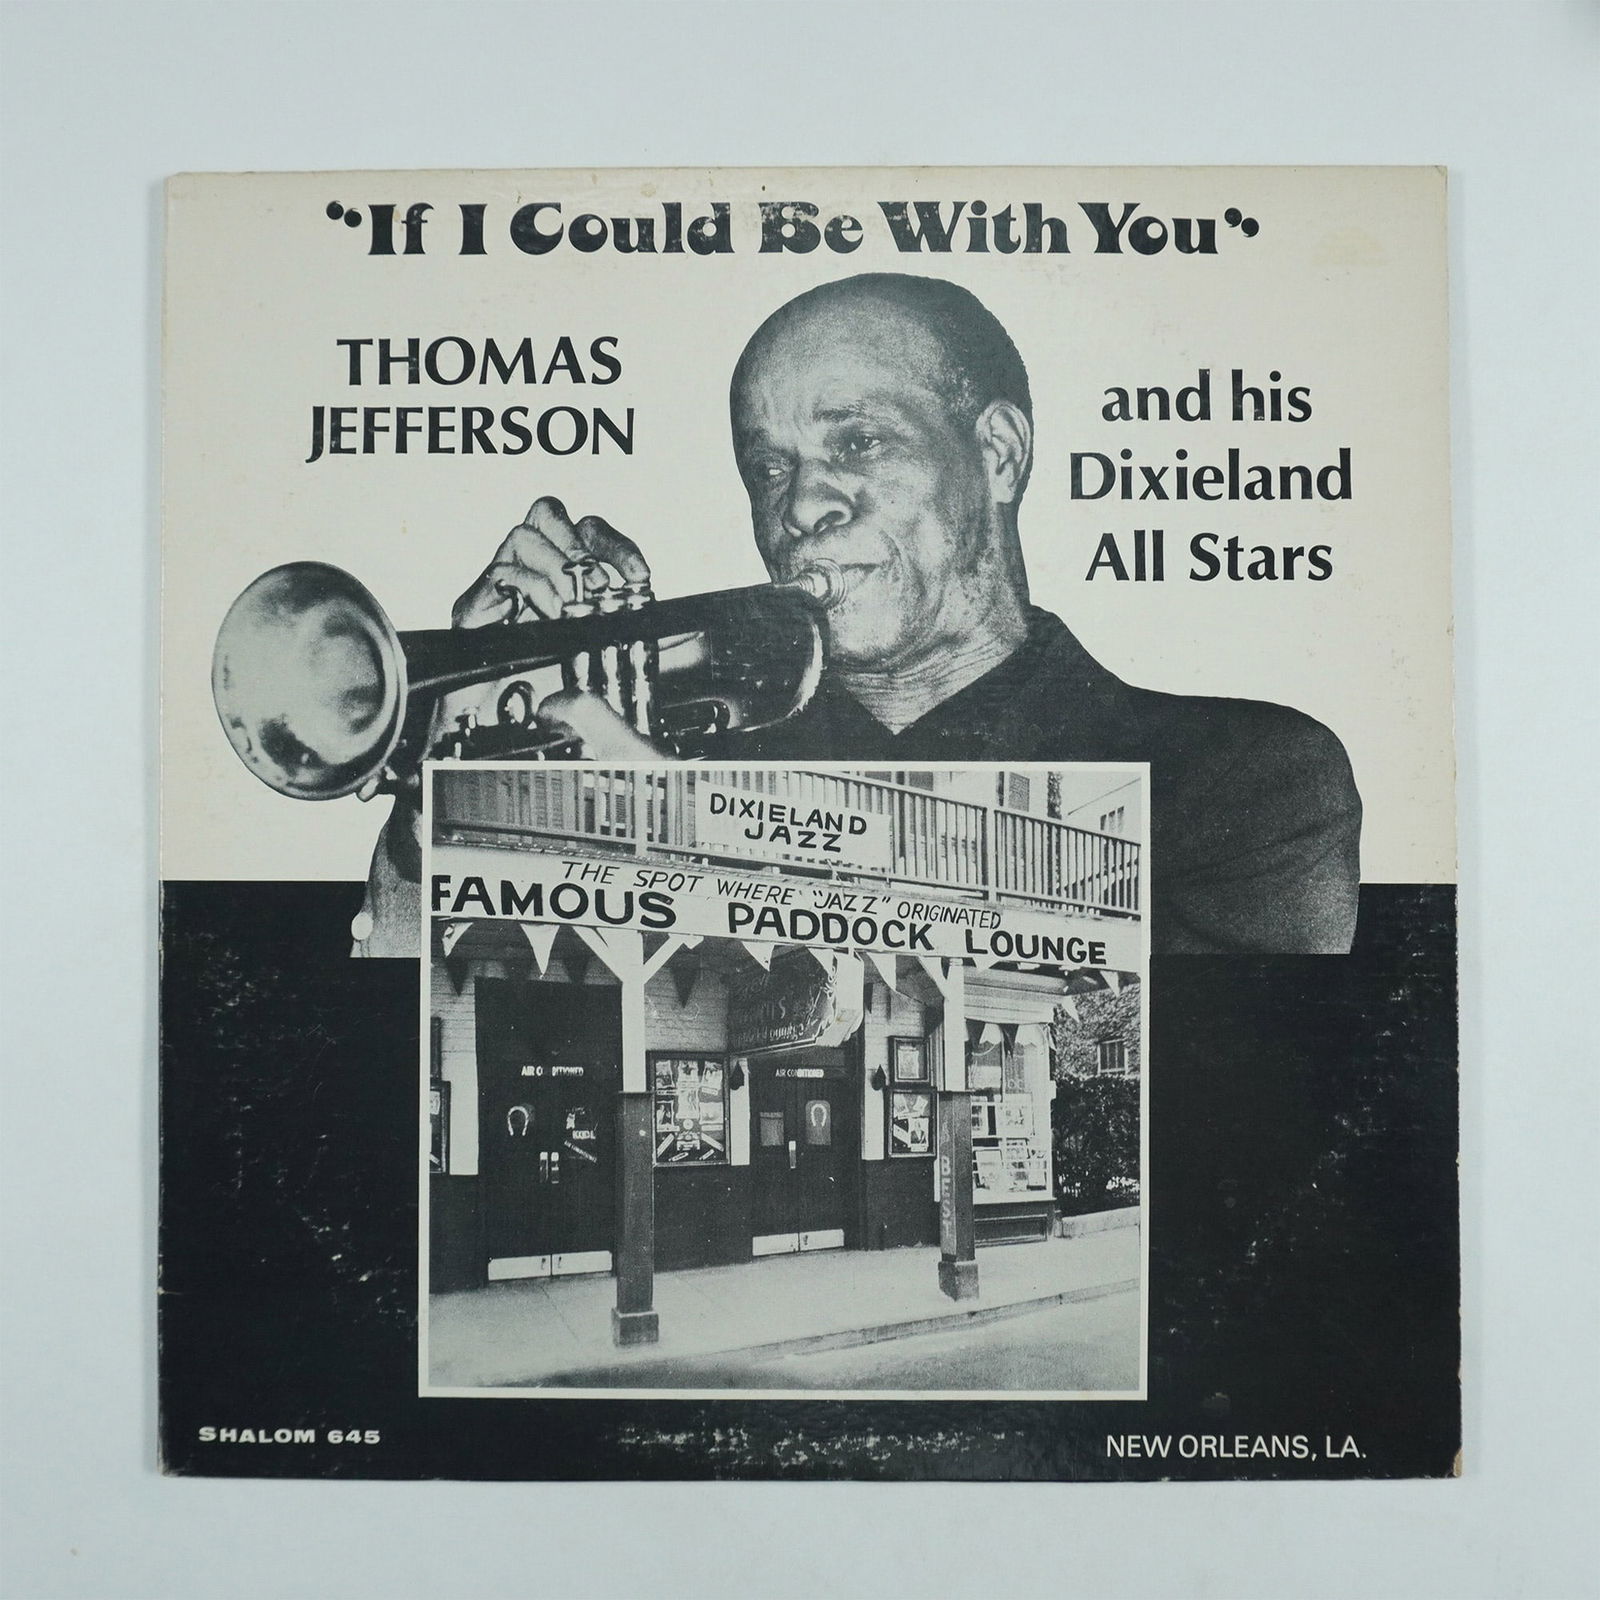 "If I Could Be With You"
THOMAS
JEFFERSON
and his
Dixieland
All Stars
DIXIELAND
JAZZ
THE SPOT WHERE "JAZZ" ORIGINATED
FAMOUS PADDOCK LOUNGE
AIR CONDITIONED
AIR CONDITIONED
KOOL
BEST
SHALOM 645
NEW ORLEANS, LA.